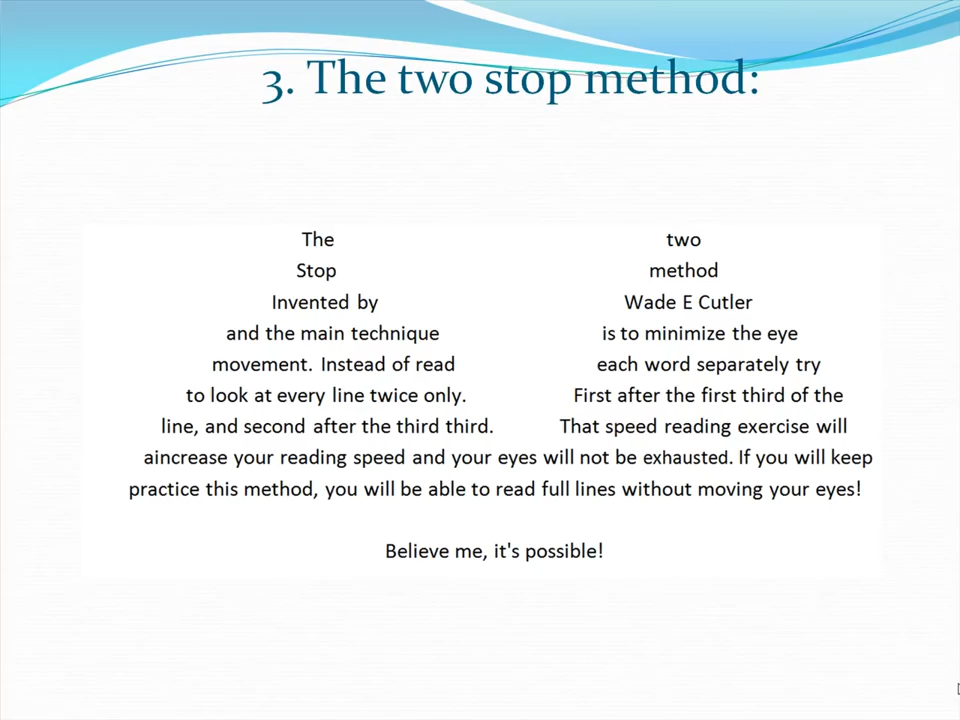 3. The two stop method:
The two
Stop method
Invented by Wade E Cutler
and the main technique is to minimize the eye
movement. Instead of read each word separately try
to look at every line twice only. First after the first third of the
line, and second after the third third. That speed reading exercise will
aincrease your reading speed and your eyes will not be exhausted. If you will keep
practice this method, you will be able to read full lines without moving your eyes!
Believe me, it's possible!